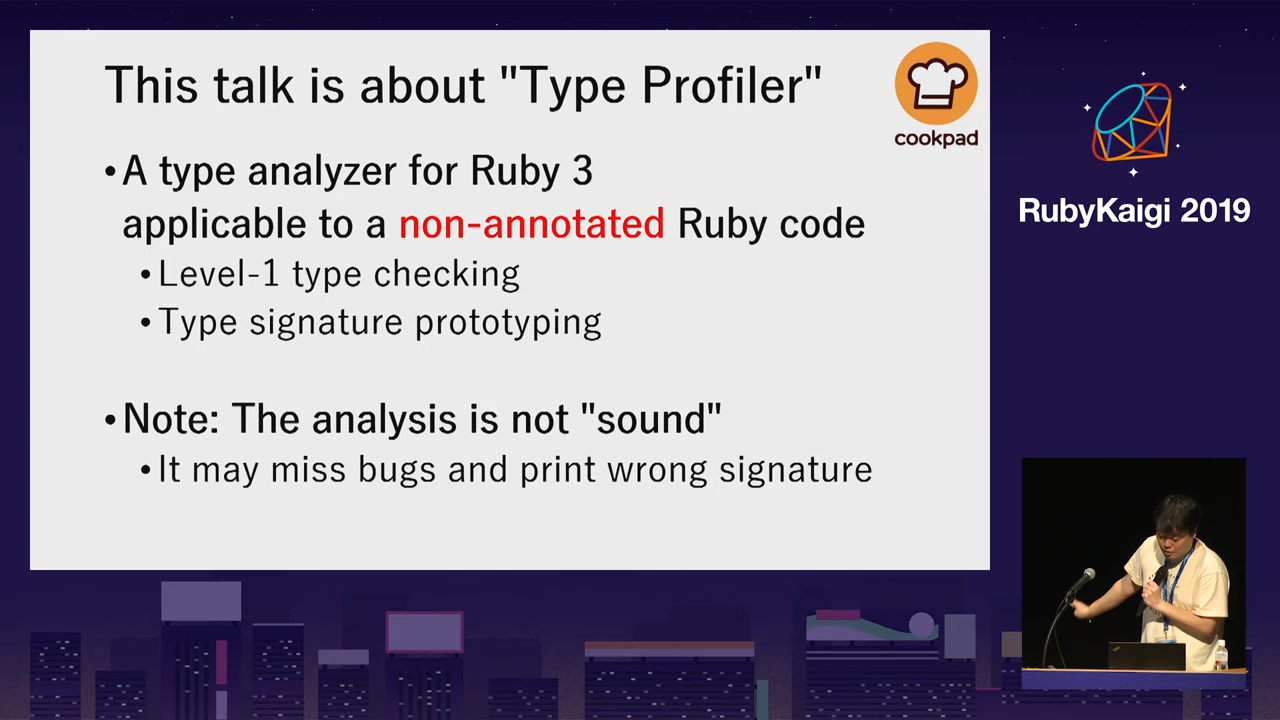 This talk is about "Type Profiler"
cookpad
•A type analyzer for Ruby 3
applicable to a non-annotated Ruby code
•Level-1 type checking
•Type signature prototyping
•Note: The analysis is not "sound"
•It may miss bugs and print wrong signature
RubyKaigi 2019